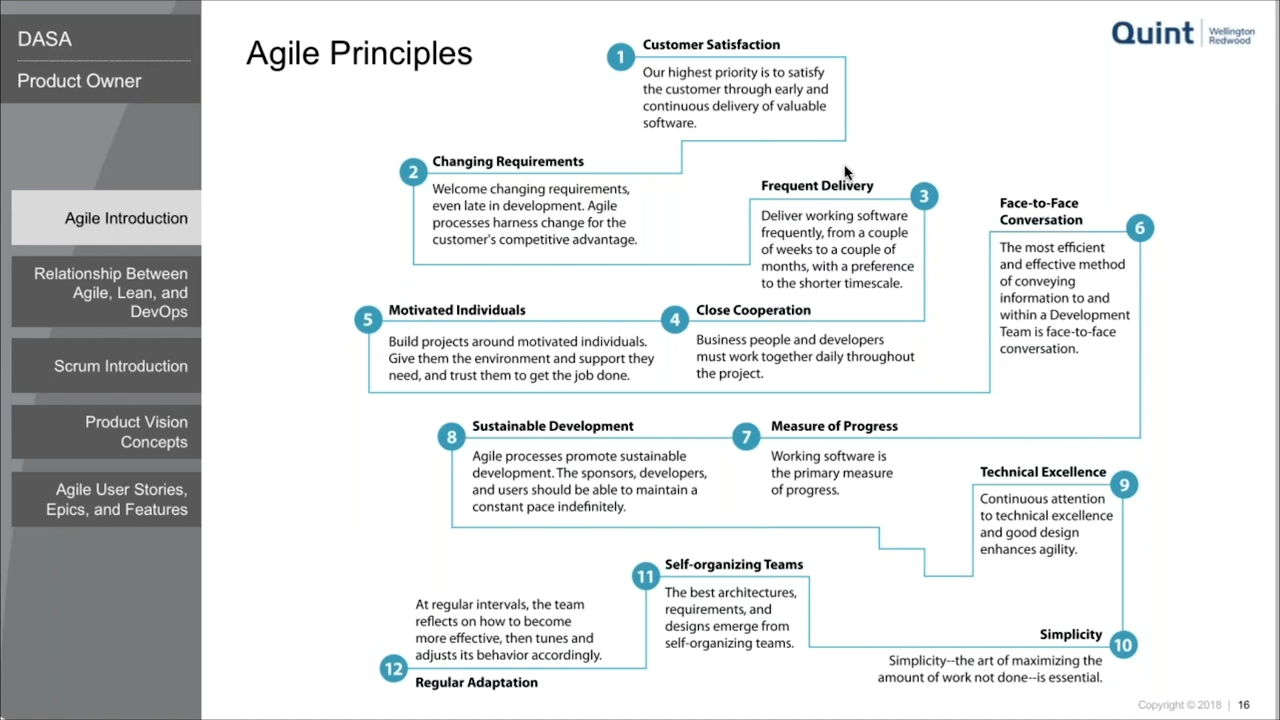 DASA
Product Owner
Agile Introduction
Relationship Between
Agile, Lean, and
DevOps
Scrum Introduction
Product Vision
Concepts
Agile User Stories,
Epics, and Features
Agile Principles
Quint
Wellington
Redwood
1
Customer Satisfaction
Our highest priority is to satisfy
the customer through early and
continuous delivery of valuable
software.
2
Changing Requirements
Welcome changing requirements,
even late in development. Agile
processes harness change for the
customer's competitive advantage.
3
Frequent Delivery
Deliver working software
frequently, from a couple
of weeks to a couple of
months, with a preference
to the shorter timescale.
4
Close Cooperation
Business people and developers
must work together daily throughout
the project.
5
Motivated Individuals
Build projects around motivated individuals.
Give them the environment and support they
need, and trust them to get the job done.
6
Face-to-Face
Conversation
The most efficient
and effective method
of conveying
information to and
within a Development
Team is face-to-face
conversation.
7
Measure of Progress
Working software is
the primary measure
of progress.
8
Sustainable Development
Agile processes promote sustainable
development. The sponsors, developers,
and users should be able to maintain a
constant pace indefinitely.
9
Technical Excellence
Continuous attention
to technical excellence
and good design
enhances agility.
10
Simplicity
Simplicity--the art of maximizing the
amount of work not done--is essential.
11
Self-organizing Teams
The best architectures,
requirements, and
designs emerge from
self-organizing teams.
12
At regular intervals, the team
reflects on how to become
more effective, then tunes and
adjusts its behavior accordingly.
Regular Adaptation
Copyright © 2018 | 16